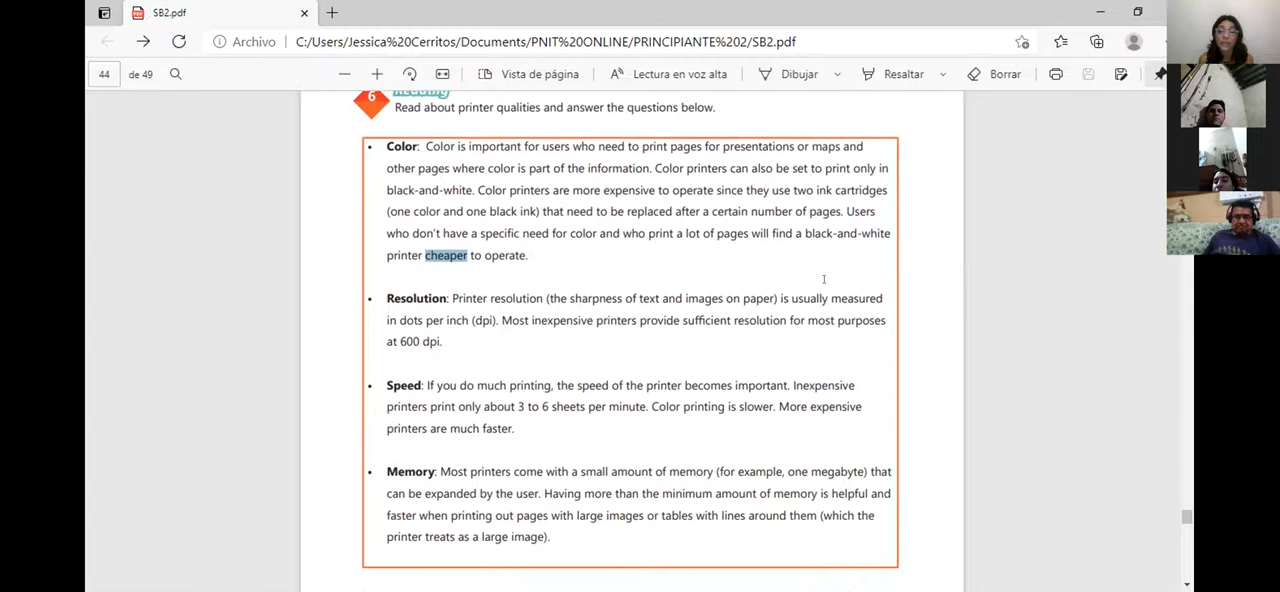 SB2.pdf
Archivo C:/Users/Jessica%20Cerritos/Documents/PNIT%20ONLINE/PRINCIPIANTE%202/SB2.pdf
44 de 49 Vista de página Lectura en voz alta Dibujar Resaltar Borrar
6 Reading
Read about printer qualities and answer the questions below.
• Color: Color is important for users who need to print pages for presentations or maps and
other pages where color is part of the information. Color printers can also be set to print only in
black-and-white. Color printers are more expensive to operate since they use two ink cartridges
(one color and one black ink) that need to be replaced after a certain number of pages. Users
who don't have a specific need for color and who print a lot of pages will find a black-and-white
printer cheaper to operate.
• Resolution: Printer resolution (the sharpness of text and images on paper) is usually measured
in dots per inch (dpi). Most inexpensive printers provide sufficient resolution for most purposes
at 600 dpi.
• Speed: If you do much printing, the speed of the printer becomes important. Inexpensive
printers print only about 3 to 6 sheets per minute. Color printing is slower. More expensive
printers are much faster.
• Memory: Most printers come with a small amount of memory (for example, one megabyte) that
can be expanded by the user. Having more than the minimum amount of memory is helpful and
faster when printing out pages with large images or tables with lines around them (which the
printer treats as a large image).